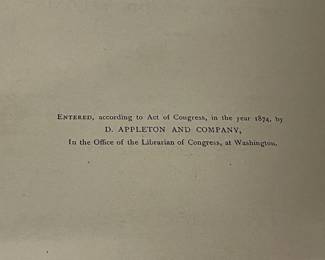 Entered, according to Act of Congress, in the year 1874, by
D. APPLETON AND COMPANY,
In the Office of the Librarian of Congress, at Washington.